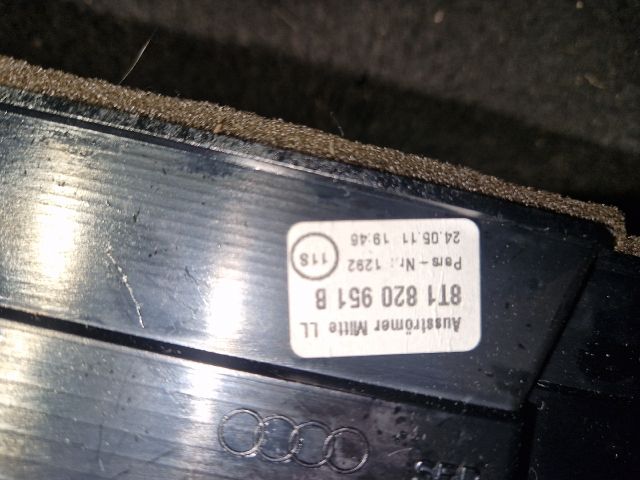 Ausströmer Mitte LL
8T1 820 951 B
Pers-Nr.: 1292
24.05.11 19:46
11S